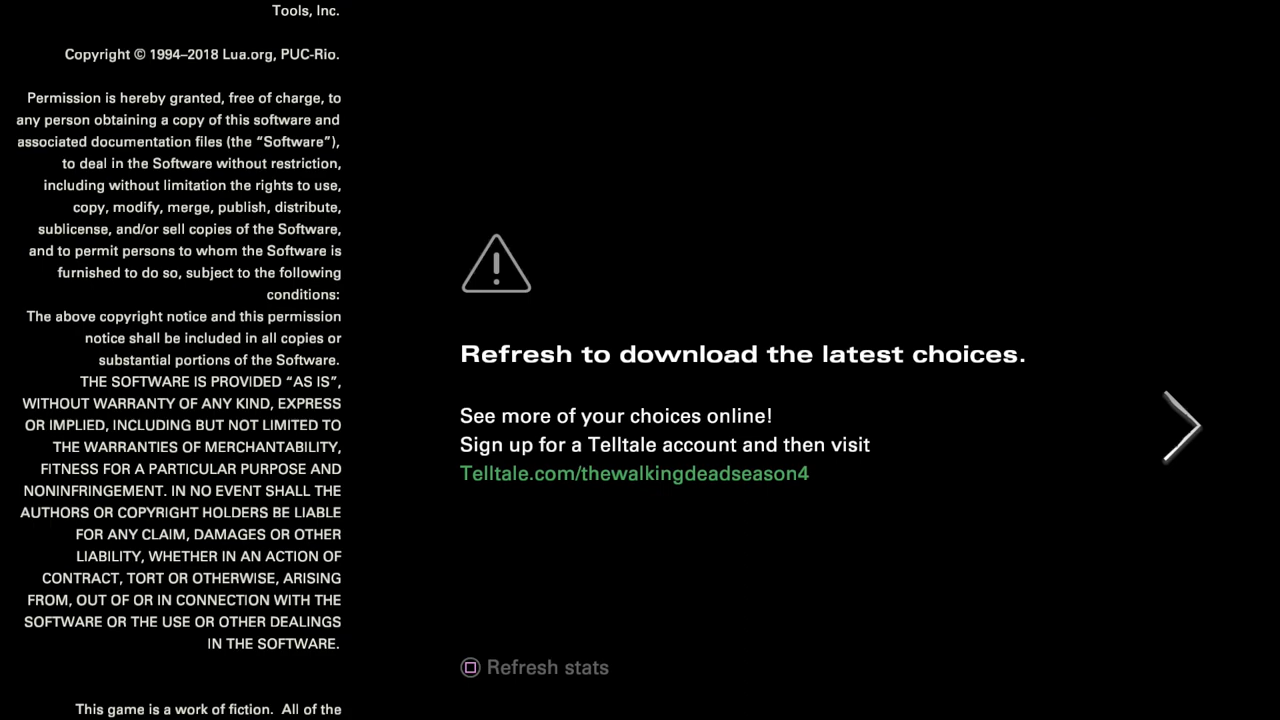 Tools, Inc.
Copyright © 1994–2018 Lua.org, PUC-Rio.
Permission is hereby granted, free of charge, to
any person obtaining a copy of this software and
associated documentation files (the “Software”),
to deal in the Software without restriction,
including without limitation the rights to use,
copy, modify, merge, publish, distribute,
sublicense, and/or sell copies of the Software,
and to permit persons to whom the Software is
furnished to do so, subject to the following
conditions:
The above copyright notice and this permission
notice shall be included in all copies or
substantial portions of the Software.
THE SOFTWARE IS PROVIDED “AS IS”,
WITHOUT WARRANTY OF ANY KIND, EXPRESS
OR IMPLIED, INCLUDING BUT NOT LIMITED TO
THE WARRANTIES OF MERCHANTABILITY,
FITNESS FOR A PARTICULAR PURPOSE AND
NONINFRINGEMENT. IN NO EVENT SHALL THE
AUTHORS OR COPYRIGHT HOLDERS BE LIABLE
FOR ANY CLAIM, DAMAGES OR OTHER
LIABILITY, WHETHER IN AN ACTION OF
CONTRACT, TORT OR OTHERWISE, ARISING
FROM, OUT OF OR IN CONNECTION WITH THE
SOFTWARE OR THE USE OR OTHER DEALINGS
IN THE SOFTWARE.
This game is a work of fiction.  All of the
Refresh to download the latest choices.
See more of your choices online!
Sign up for a Telltale account and then visit
Telltale.com/thewalkingdeadseason4
Refresh stats